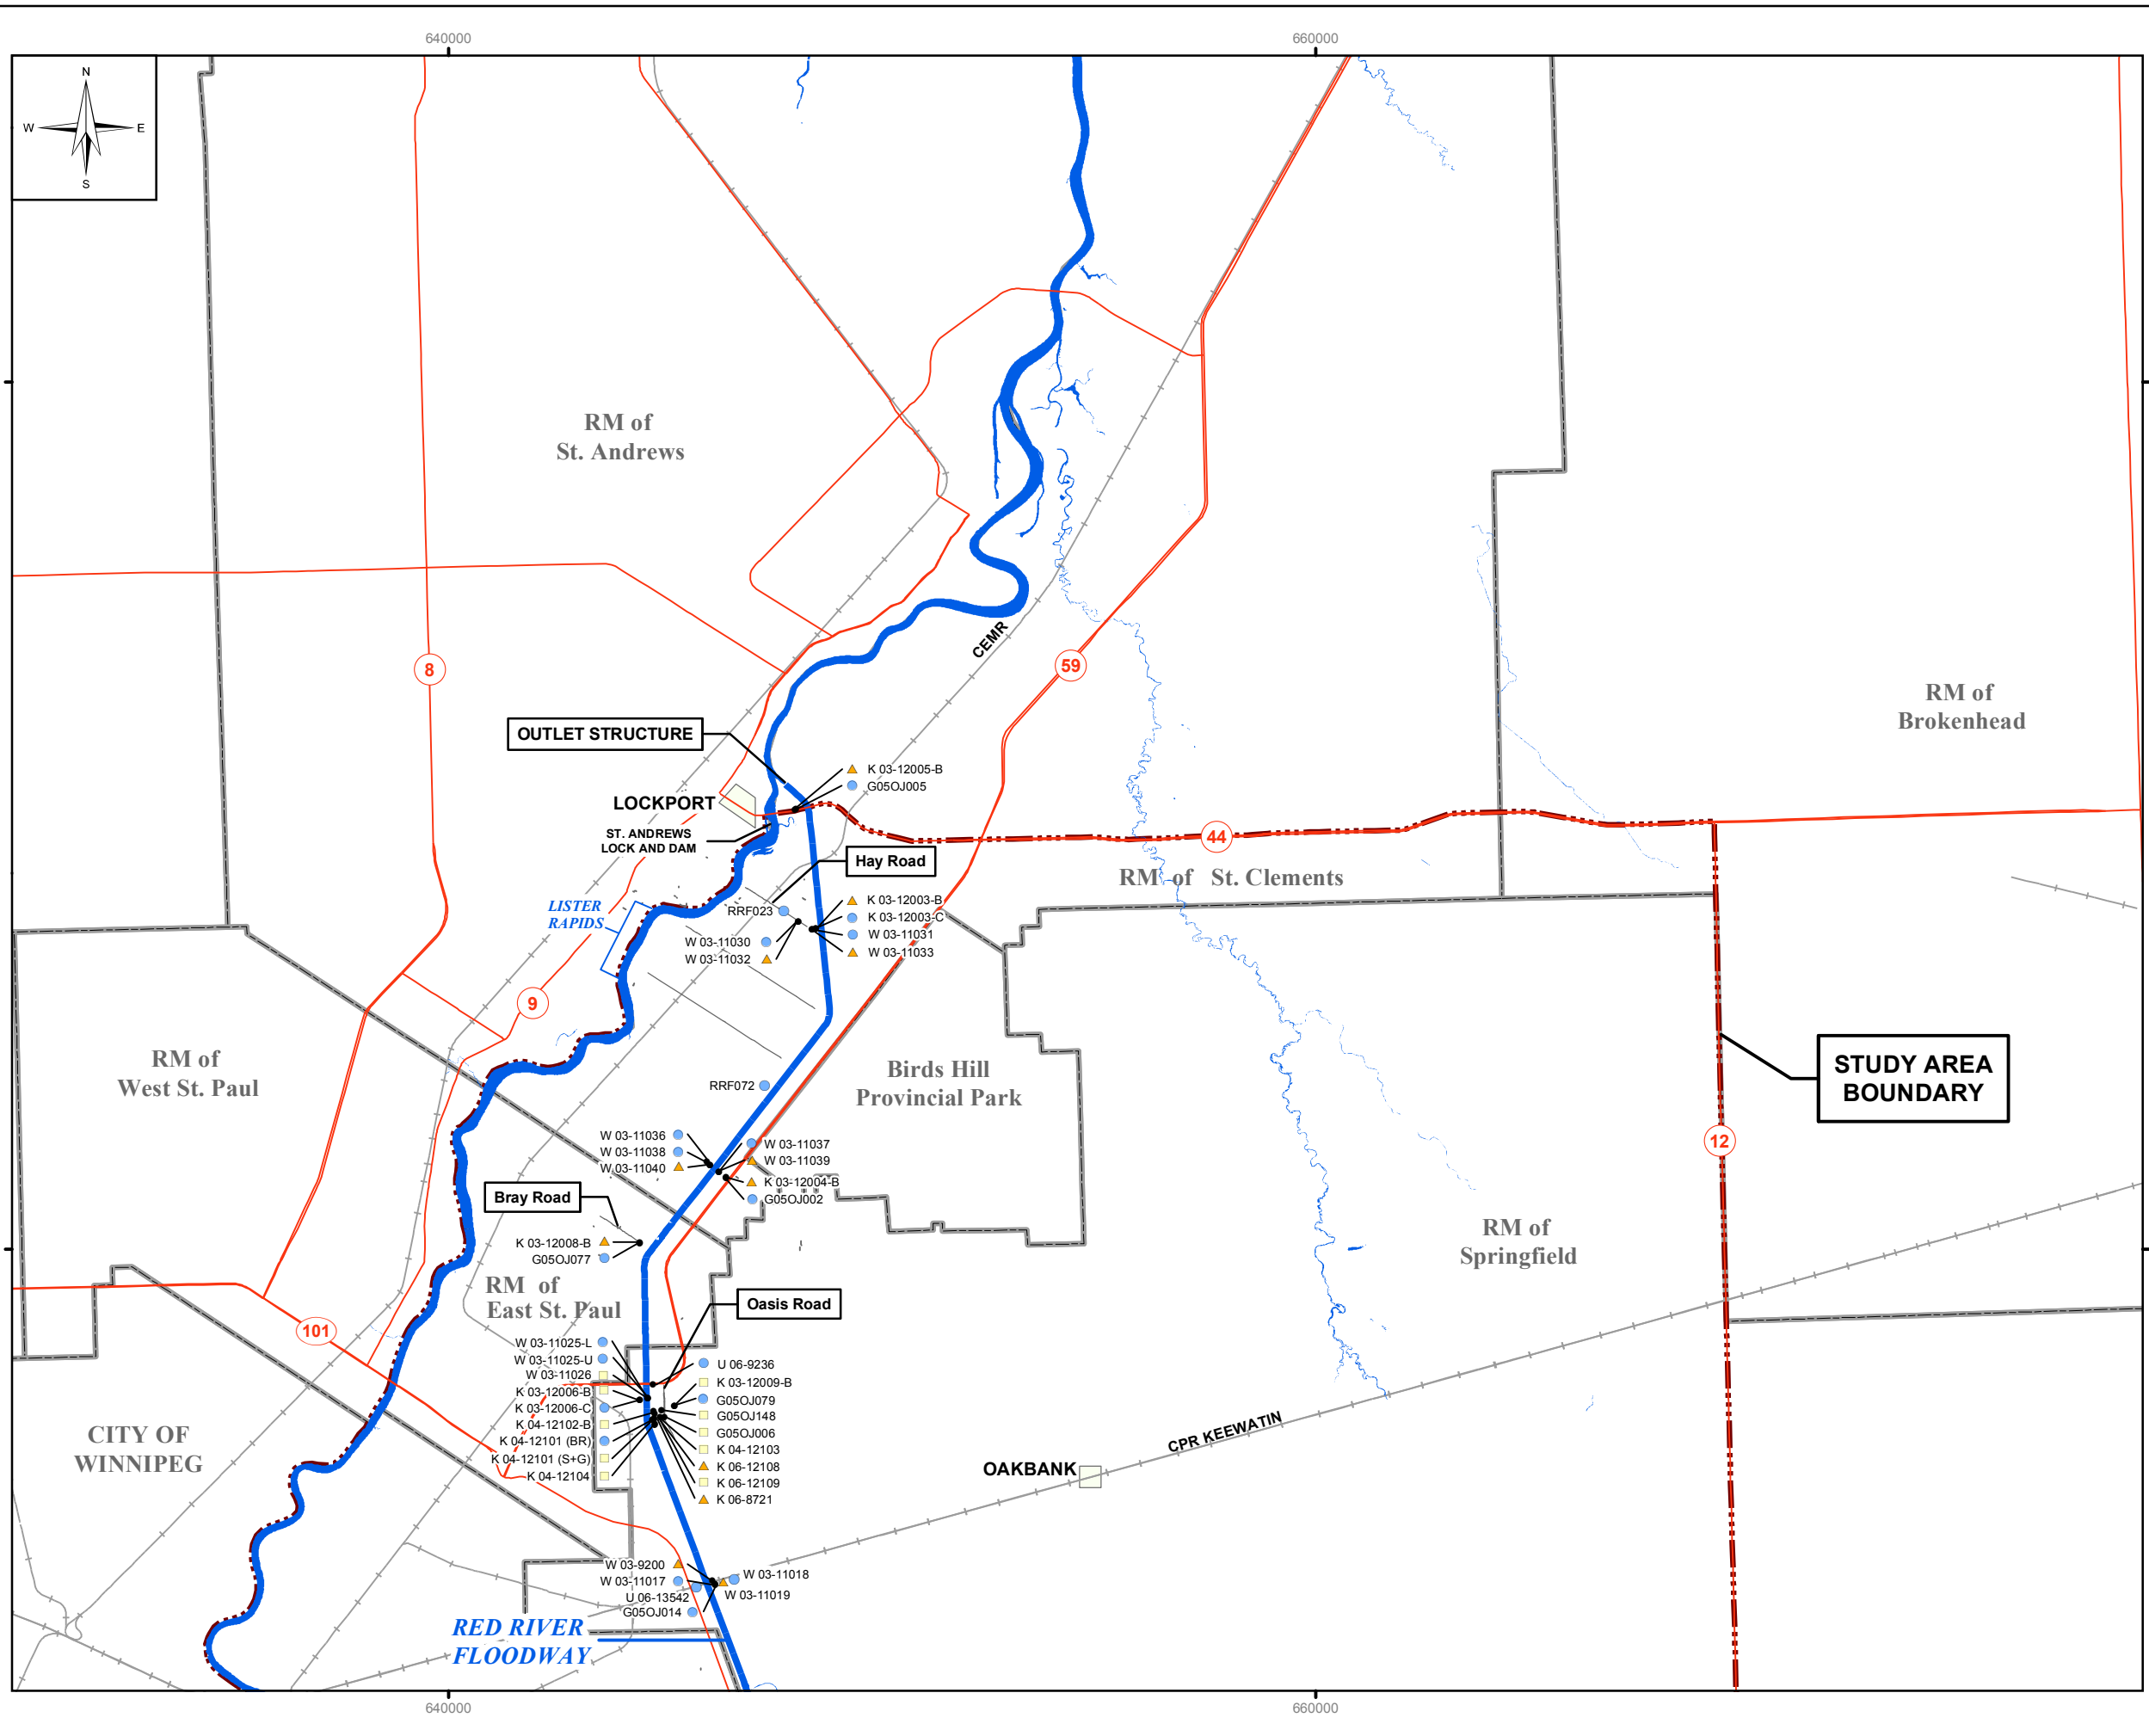 640000
660000
N
W
E
S
RM of
St. Andrews
CEMR
59
8
RM of
Brokenhead
OUTLET STRUCTURE
K 03-12005-B
G05OJ005
LOCKPORT
ST. ANDREWS
LOCK AND DAM
44
Hay Road
RM of St. Clements
LISTER
RAPIDS
RRF023
K 03-12003-B
K 03-12003-C
W 03-11031
W 03-11033
W 03-11030
W 03-11032
9
RM of
West St. Paul
Birds Hill
Provincial Park
STUDY AREA
BOUNDARY
RRF072
12
W 03-11036
W 03-11038
W 03-11040
W 03-11037
W 03-11039
K 03-12004-B
G05OJ002
Bray Road
K 03-12008-B
G05OJ077
RM of
Springfield
RM of
East St. Paul
Oasis Road
101
W 03-11025-L
W 03-11025-U
W 03-11026
K 03-12006-B
K 03-12006-C
K 04-12102-B
K 04-12101 (BR)
K 04-12101 (S+G)
K 04-12104
U 06-9236
K 03-12009-B
G05OJ079
G05OJ148
G05OJ006
K 04-12103
K 06-12108
K 06-12109
K 06-8721
CITY OF
WINNIPEG
CPR KEEWATIN
OAKBANK
W 03-9200
W 03-11017
U 06-13542
G05OJ014
W 03-11018
W 03-11019
RED RIVER
FLOODWAY
640000
660000